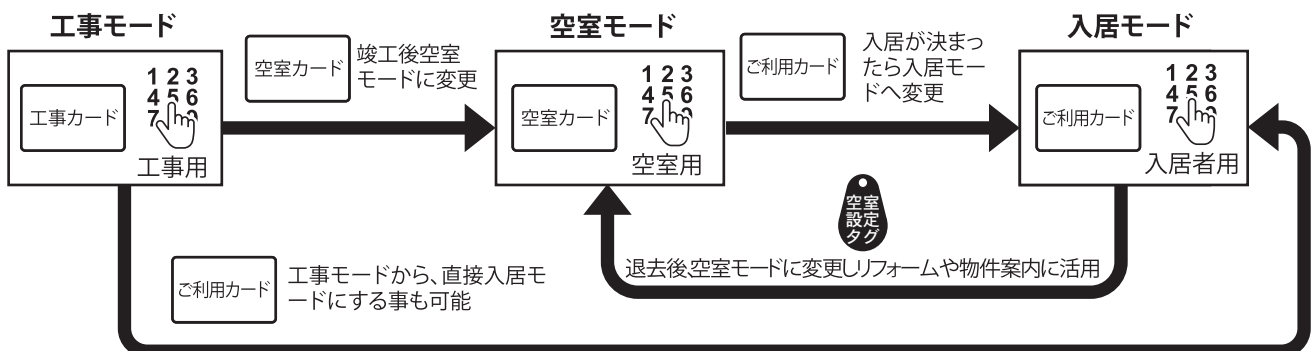 工事モード
空室モード
入居モード
工事カード
1 2 3
4 5 6
7
工事用
空室カード
竣工後空室
モードに変更
空室カード
1 2 3
4 5 6
7
空室用
ご利用カード
入居が決まっ
たら入居モー
ドへ変更
ご利用カード
1 2 3
4 5 6
7
入居者用
空室
設定
タグ
退去後、空室モードに変更しリフォームや物件案内に活用
ご利用カード
工事モードから、直接入居モ
ードにする事も可能